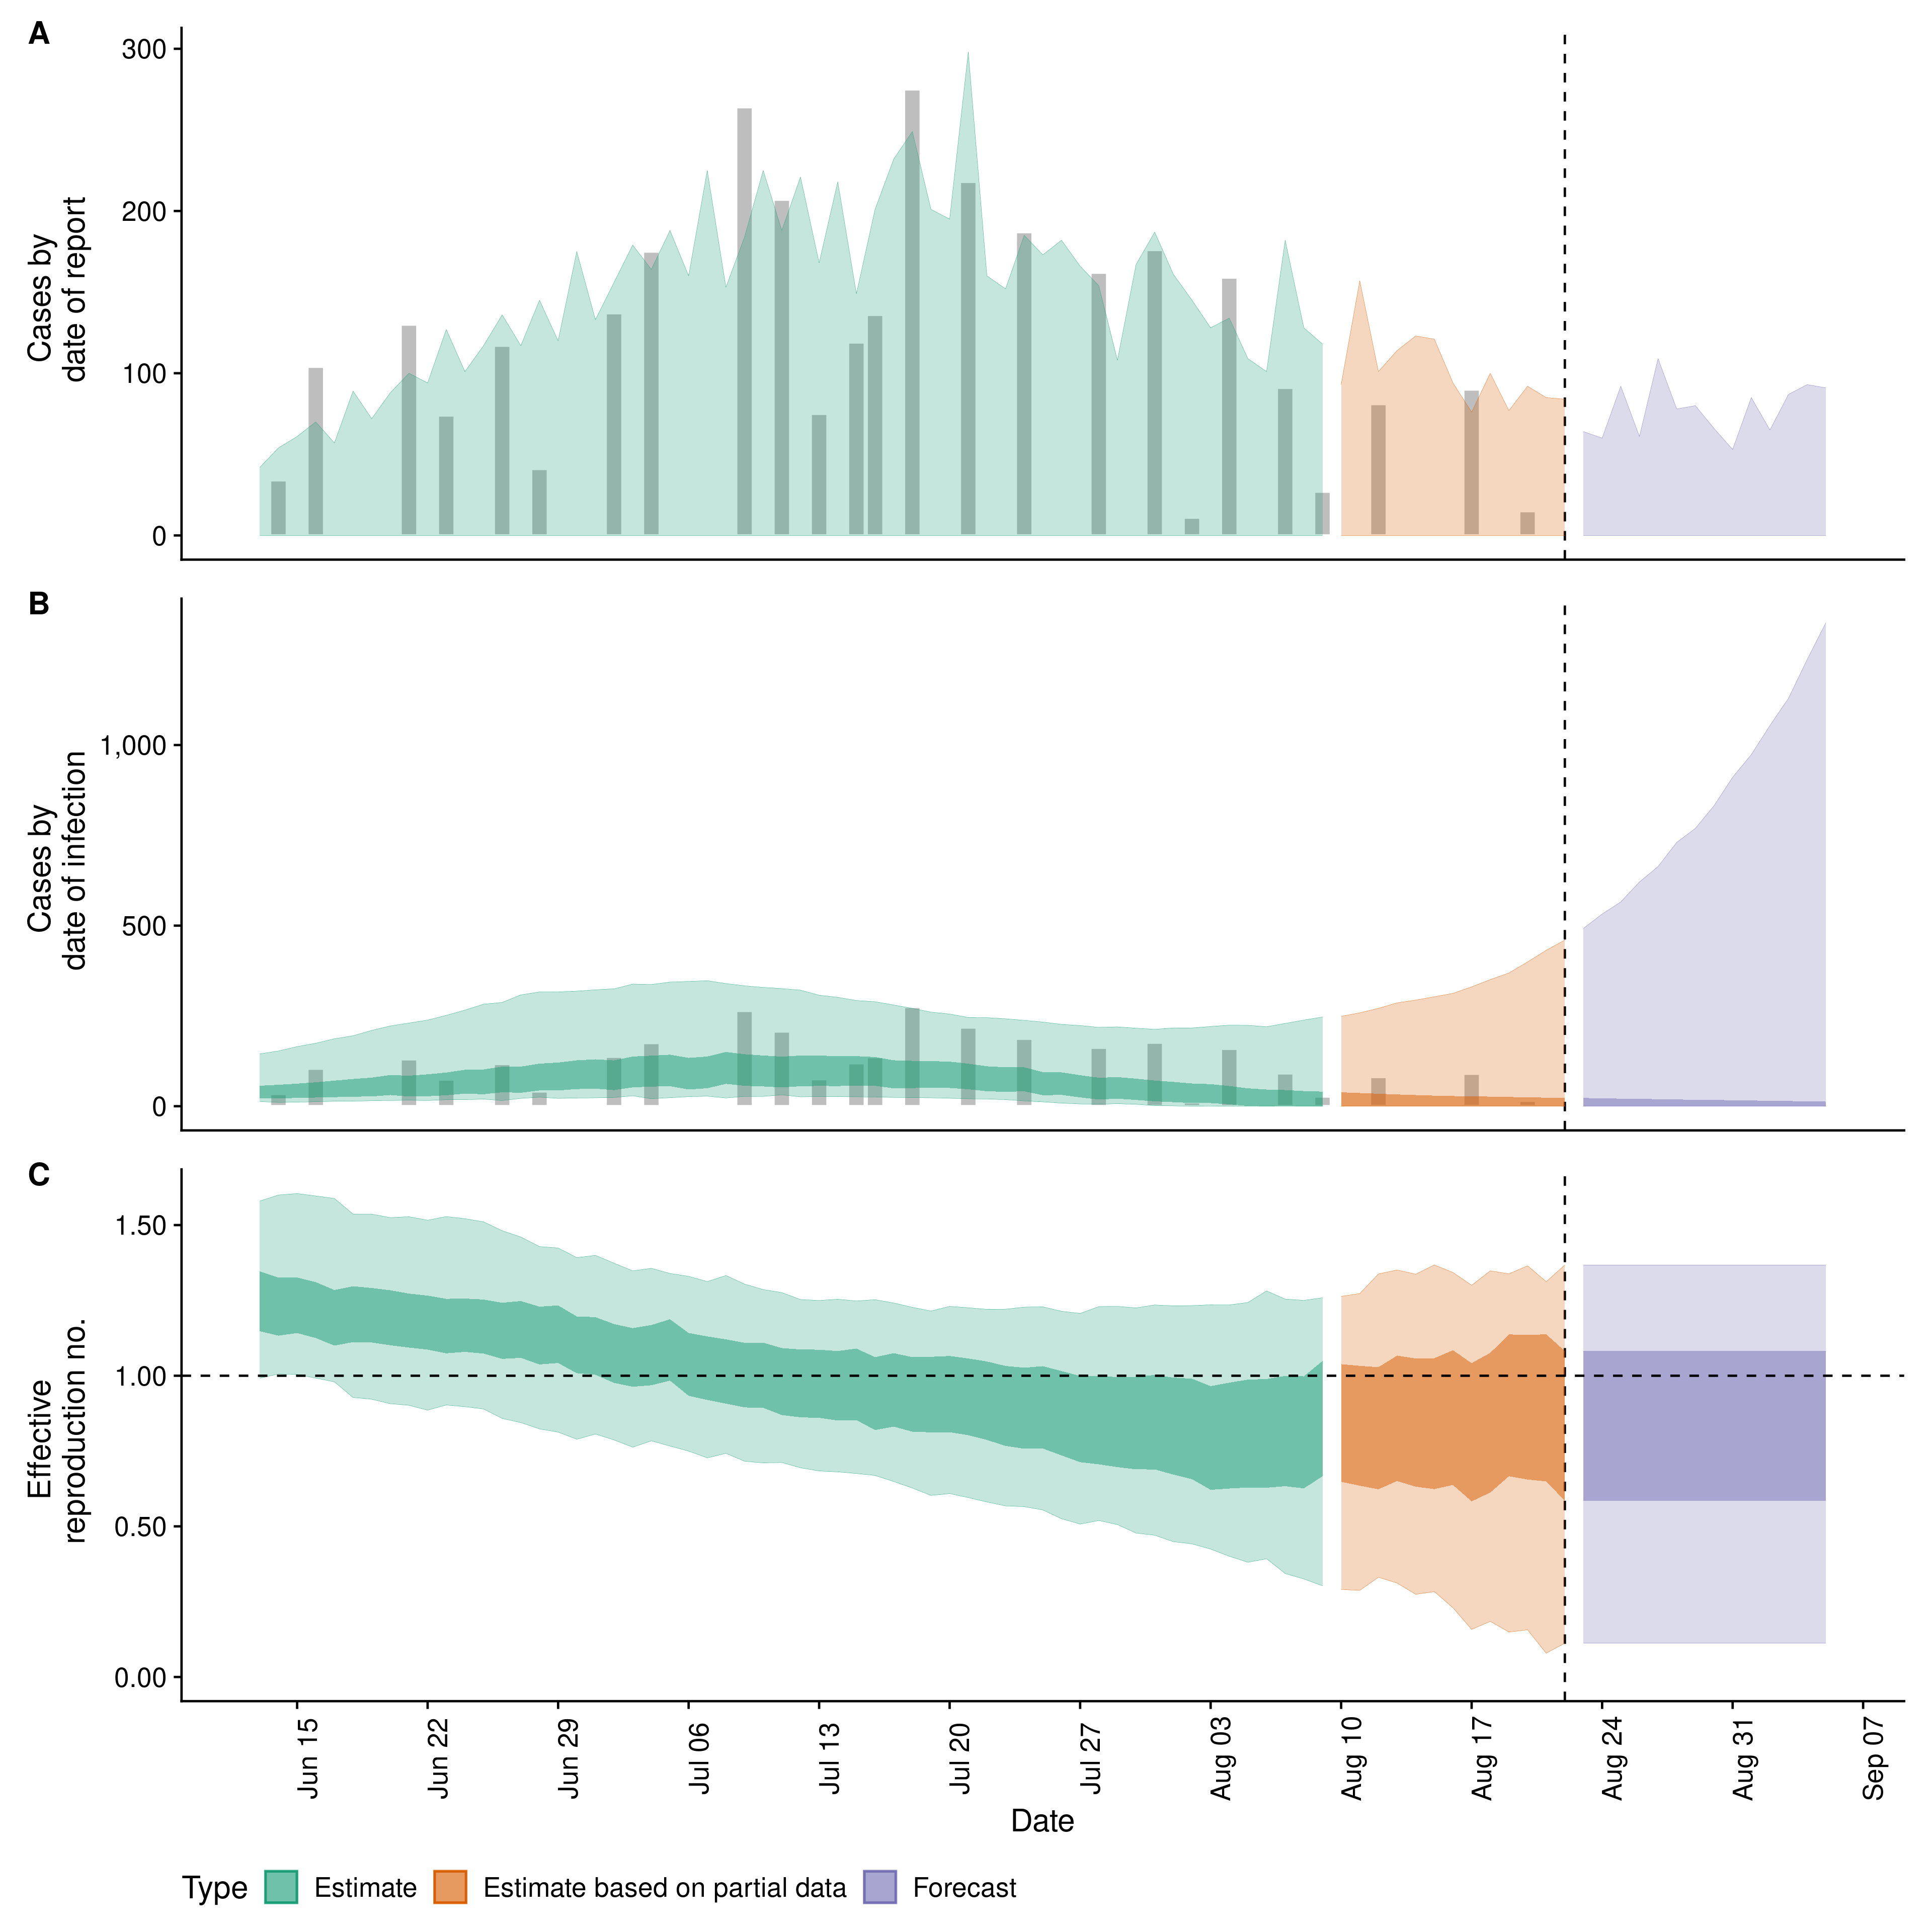 A
300
200
100
0
Cases by
date of report
B
1,000
500
0
Cases by
date of infection
C
1.50
1.00
0.50
0.00
Effective
reproduction no.
Jun 15
Jun 22
Jun 29
Jul 06
Jul 13
Jul 20
Jul 27
Aug 03
Aug 10
Aug 17
Aug 24
Aug 31
Sep 07
Date
Type Estimate Estimate based on partial data Forecast